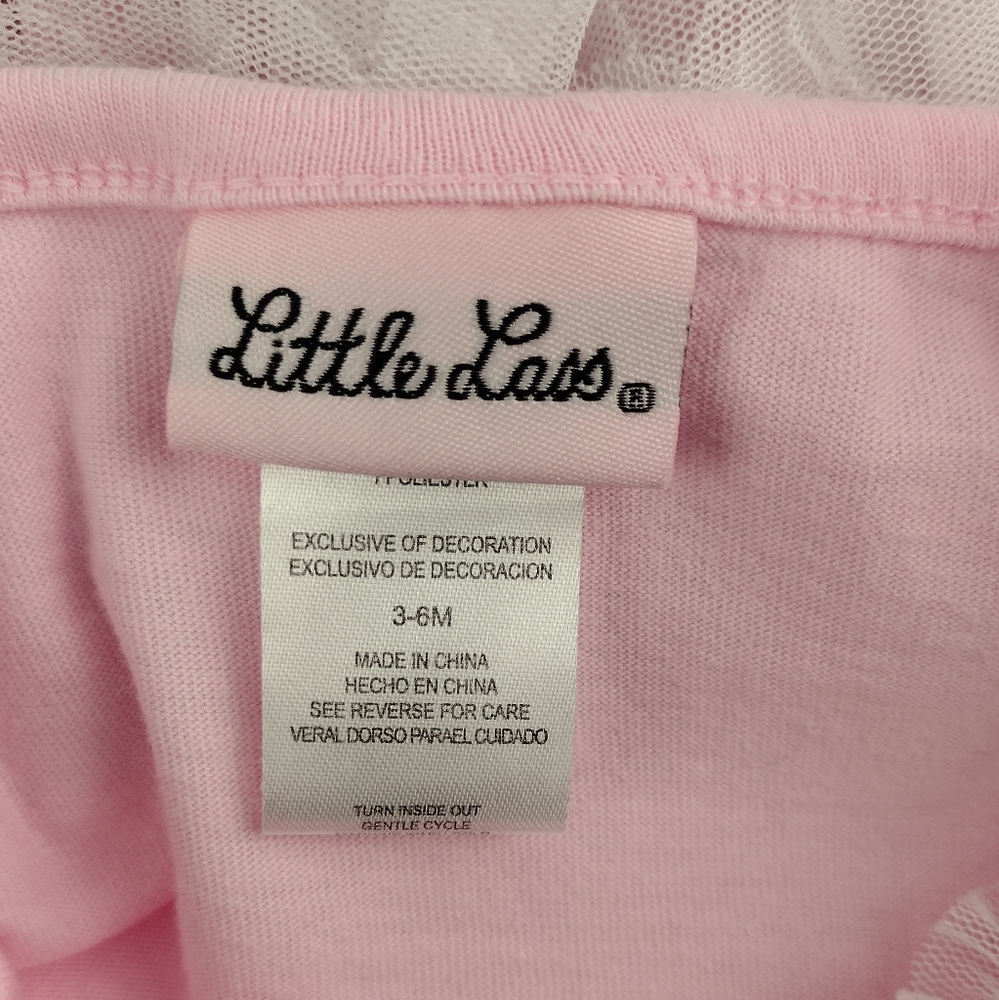 Little Lass®
POLIESTER
EXCLUSIVE OF DECORATION
EXCLUSIVO DE DECORACION
3-6M
MADE IN CHINA
HECHO EN CHINA
SEE REVERSE FOR CARE
VERAL DORSO PARAEL CUIDADO
TURN INSIDE OUT
GENTLE CYCLE